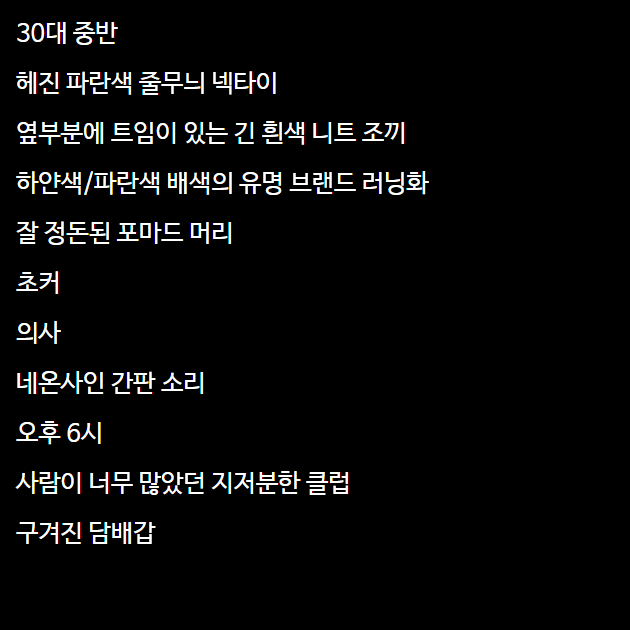 30대 중반
헤진 파란색 줄무늬 넥타이
옆부분에 트임이 있는 긴 흰색 니트 조끼
하얀색/파란색 배색의 유명 브랜드 러닝화
잘 정돈된 포마드 머리
초커
의사
네온사인 간판 소리
오후 6시
사람이 너무 많았던 지저분한 클럽
구겨진 담배갑